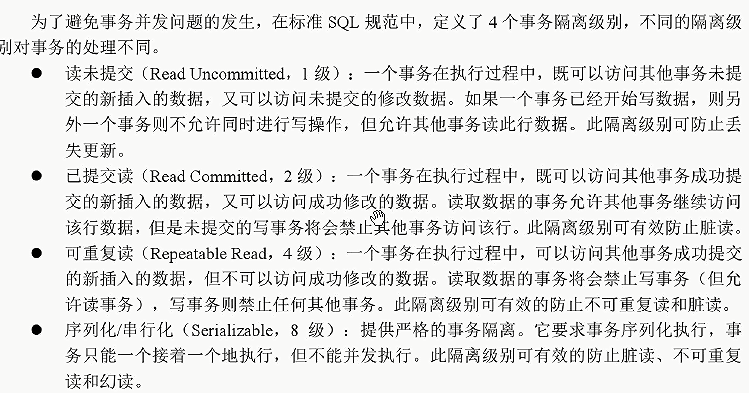 为了避免事务并发问题的发生，在标准 SQL 规范中，定义了 4 个事务隔离级别，不同的隔离级
别对事务的处理不同。
● 读未提交（Read Uncommitted，1 级）：一个事务在执行过程中，既可以访问其他事务未提
交的新插入的数据，又可以访问未提交的修改数据。如果一个事务已经开始写数据，则另
外一个事务则不允许同时进行写操作，但允许其他事务读此行数据。此隔离级别可防止丢
失更新。
● 已提交读（Read Committed，2 级）：一个事务在执行过程中，既可以访问其他事务成功提
交的新插入的数据，又可以访问成功修改的数据。读取数据的事务允许其他事务继续访问
该行数据，但是未提交的写事务将会禁止其他事务访问该行。此隔离级别可有效防止脏读。
● 可重复读（Repeatable Read，4 级）：一个事务在执行过程中，可以访问其他事务成功提交
的新插入的数据，但不可以访问成功修改的数据。读取数据的事务将会禁止写事务（但允
许读事务），写事务则禁止任何其他事务。此隔离级别可有效的防止不可重复读和脏读。
● 序列化/串行化（Serializable，8 级）：提供严格的事务隔离。它要求事务序列化执行，事
务只能一个接着一个地执行，但不能并发执行。此隔离级别可有效的防止脏读、不可重复
读和幻读。